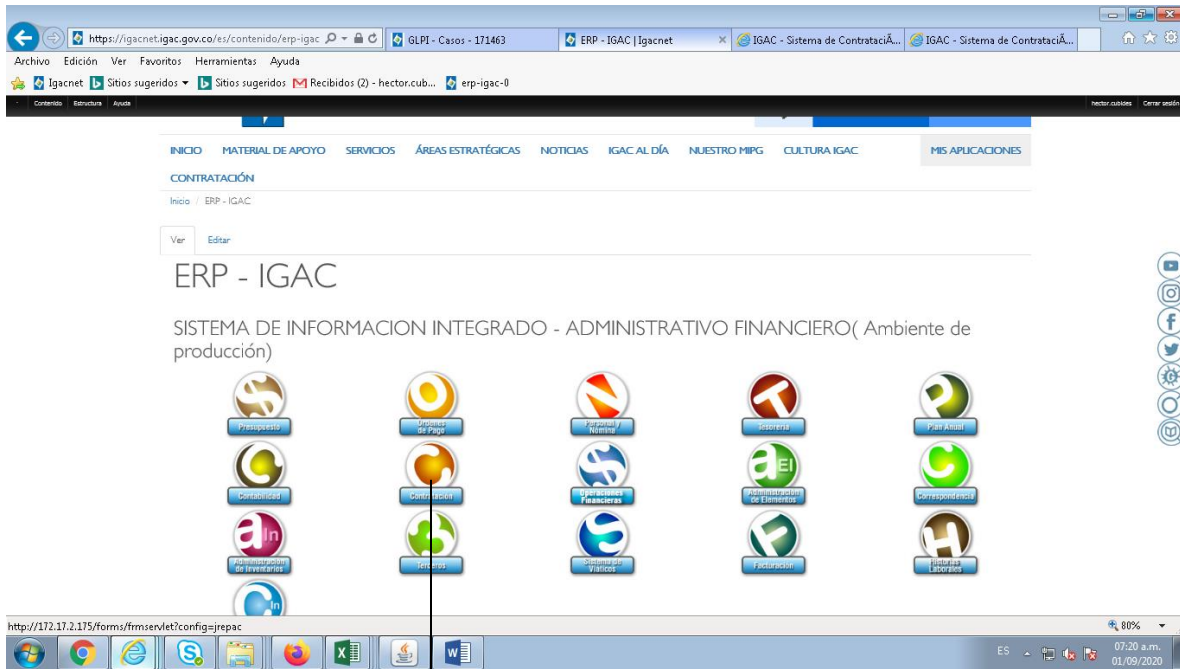 https://igacnet.igac.gov.co/es/contenido/erp-igac
GLPI - Casos - 171463
ERP - IGAC | Igacnet
IGAC - Sistema de ContrataciÃ...
IGAC - Sistema de ContrataciÃ...
Archivo Edición Ver Favoritos Herramientas Ayuda
Igacnet Sitios sugeridos Sitios sugeridos Recibidos (2) - hector.cub... erp-igac-0
Contenido Estructura Ayuda hector.cubides Cerrar sesión
INICIO MATERIAL DE APOYO SERVICIOS ÁREAS ESTRATÉGICAS NOTICIAS IGAC AL DÍA NUESTRO MIPG CULTURA IGAC MIS APLICACIONES
CONTRATACIÓN
Inicio / ERP - IGAC
Ver Editar
ERP - IGAC
SISTEMA DE INFORMACION INTEGRADO - ADMINISTRATIVO FINANCIERO( Ambiente de
producción)
Presupuesto
Ordenes de Pago
Personal y Nómina
Tesoreria
Plan Anual
Contabilidad
Contratación
Operaciones Financieras
Administración de Elementos
Correspondencia
Administración de Inventarios
Terceros
Sistema de Viaticos
Facturación
Historias Laborales
http://172.17.2.175/forms/frmservlet?config=jrepac
80%
ES
07:20 a.m.
01/09/2020